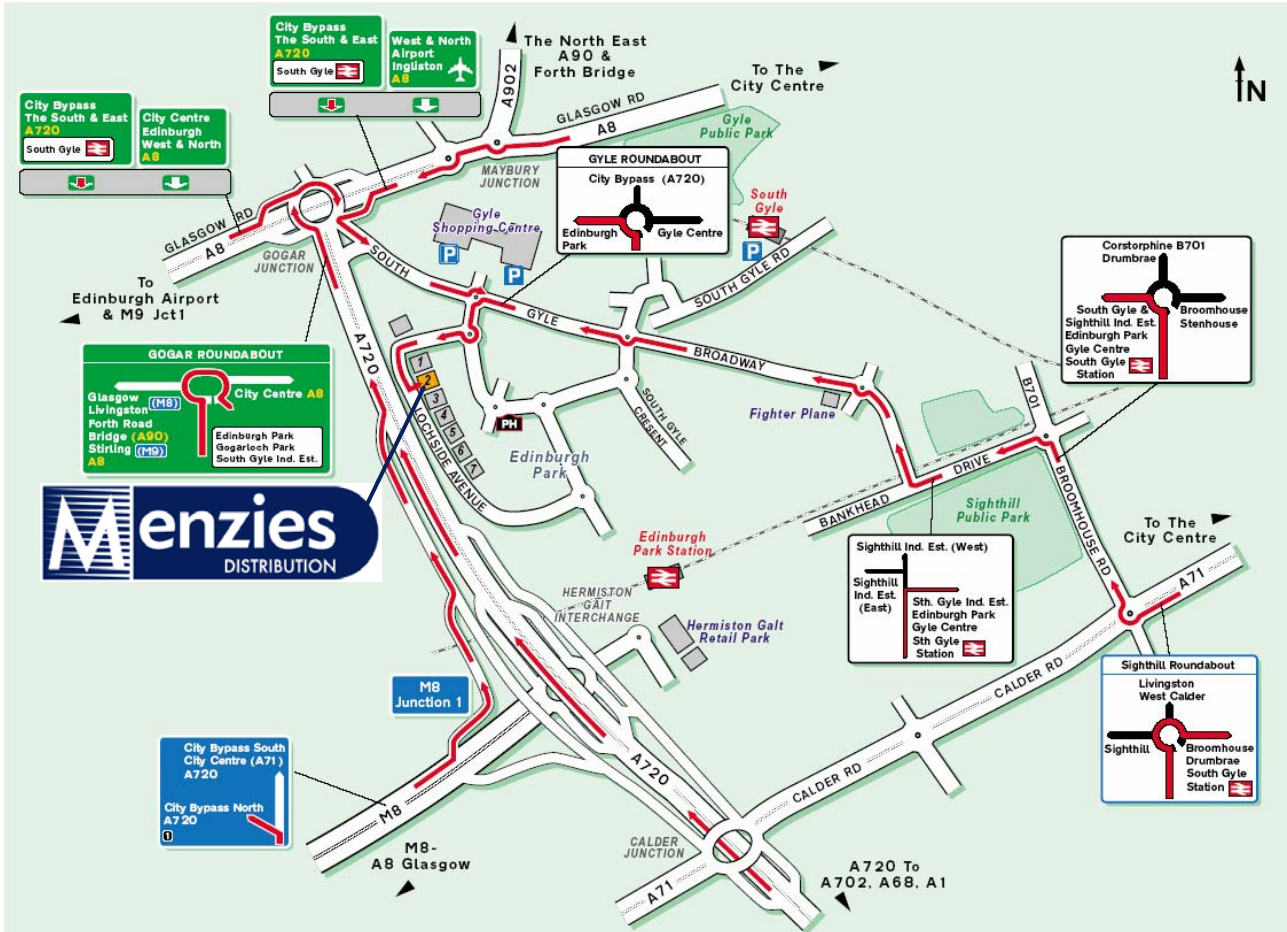 City Bypass
The South & East
A720
South Gyle
West & North
Airport
Ingliston
A8
The North East
A90 &
Forth Bridge
To The
City Centre
N
City Bypass
The South & East
A720
South Gyle
City Centre
Edinburgh
West & North
A8
A902
GLASGOW RD
A8
Gyle
Public Park
MAYBURY
JUNCTION
GYLE ROUNDABOUT
City Bypass (A720)
Edinburgh
Park
Gyle Centre
South
Gyle
P
GLASGOW RD
A8
GOGAR
JUNCTION
Gyle
Shopping Centre
P
P
SOUTH GYLE RD
Corstorphine B701
Drumbrae
South Gyle &
Sighthill Ind. Est.
Edinburgh Park
Gyle Centre
South Gyle
Station
Broomhouse
Stenhouse
To
Edinburgh Airport
& M9 Jct1
SOUTH
GYLE
BROADWAY
A720
GOGAR ROUNDABOUT
Glasgow
Livingston (M8)
Forth Road
Bridge (A90)
Stirling (M9)
A8
City Centre A8
Edinburgh Park
Gogarloch Park
South Gyle Ind. Est.
1
2
3
4
5
6
7
LOCHSIDE AVENUE
PH
Edinburgh
Park
SOUTH GYLE
CRESENT
Fighter Plane
B701
BANKHEAD
DRIVE
BROOMHOUSE RD
Sighthill
Public Park
Menzies
DISTRIBUTION
Edinburgh
Park Station
To The
City Centre
A71
HERMISTON
GAIT
INTERCHANGE
Hermiston Galt
Retail Park
Sighthill Ind. Est. (West)
Sighthill
Ind. Est.
(East)
Sth. Gyle Ind. Est.
Edinburgh Park
Gyle Centre
Sth Gyle
Station
CALDER RD
Sighthill Roundabout
Livingston
West Calder
Sighthill
Broomhouse
Drumbrae
South Gyle
Station
M8
Junction 1
City Bypass South
City Centre (A71)
A720
City Bypass North
A720
1
M8
A720
CALDER RD
M8-
A8 Glasgow
CALDER
JUNCTION
A71
A720 To
A702, A68, A1